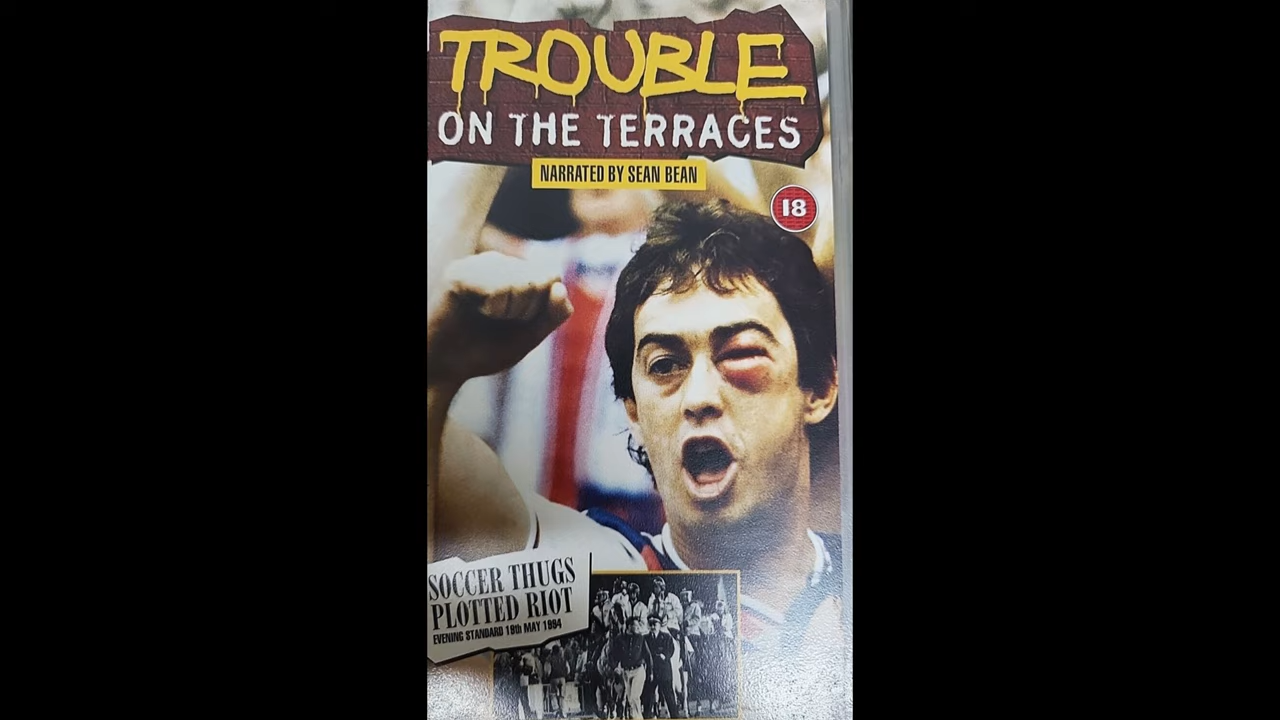 TROUBLE
ON THE TERRACES
NARRATED BY SEAN BEAN
18
SOCCER THUGS
PLOTTED RIOT
EVENING STANDARD 19th MAY 1994